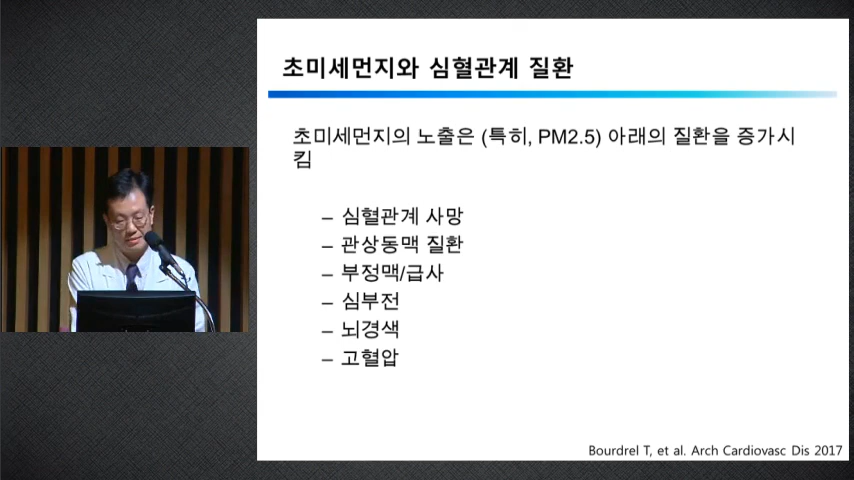 초미세먼지와 심혈관계 질환
초미세먼지의 노출은 (특히, PM2.5) 아래의 질환을 증가시
킴
– 심혈관계 사망
– 관상동맥 질환
– 부정맥/급사
– 심부전
– 뇌경색
– 고혈압
Bourdrel T, et al. Arch Cardiovasc Dis 2017